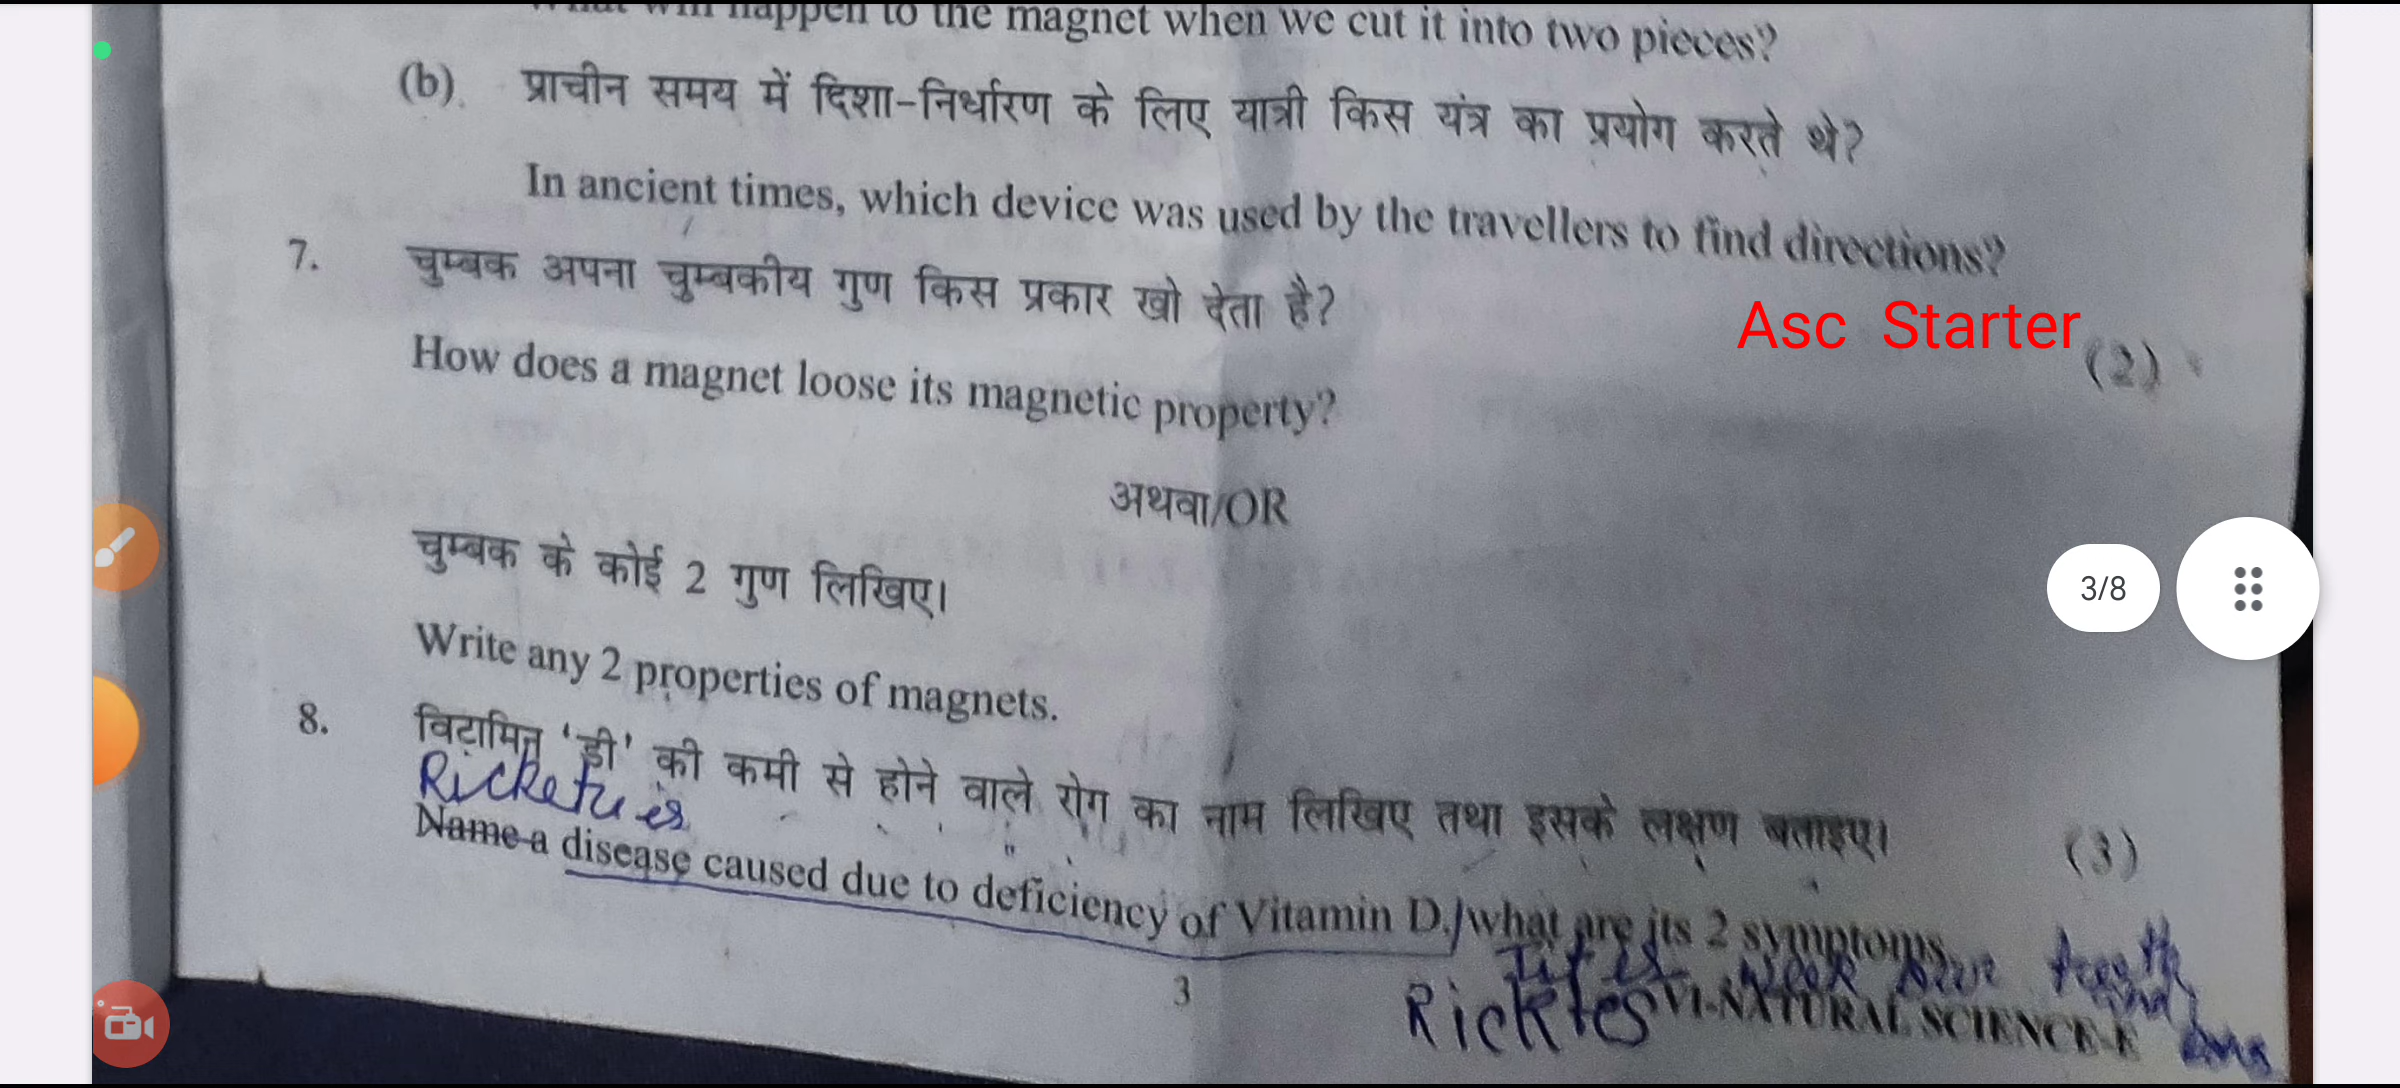 What will happen to the magnet when we cut it into two pieces?
(b) प्राचीन समय में दिशा-निर्धारण के लिए यात्री किस यंत्र का प्रयोग करते थे?
In ancient times, which device was used by the travellers to find directions?
7. चुम्बक अपना चुम्बकीय गुण किस प्रकार खो देता है?
Asc Starter
(2)
How does a magnet loose its magnetic property?
अथवा/OR
चुम्बक के कोई 2 गुण लिखिए।
3/8
Write any 2 properties of magnets.
8. विटामिन 'डी' की कमी से होने वाले रोग का नाम लिखिए तथा इसके लक्षण बताइए।
(3)
Name a disease caused due to deficiency of Vitamin D./what are its 2 symptoms
3
Ricktes
VI-NATURAL SCIENCE-E